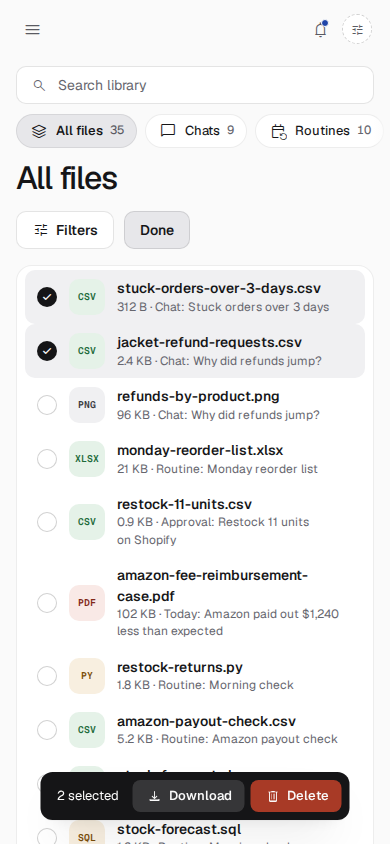 Search library
All files 35
Chats 9
Routines 10
All files
Filters
Done
CSV
stuck-orders-over-3-days.csv
312 B · Chat: Stuck orders over 3 days
CSV
jacket-refund-requests.csv
2.4 KB · Chat: Why did refunds jump?
PNG
refunds-by-product.png
96 KB · Chat: Why did refunds jump?
XLSX
monday-reorder-list.xlsx
21 KB · Routine: Monday reorder list
CSV
restock-11-units.csv
0.9 KB · Approval: Restock 11 units
on Shopify
PDF
amazon-fee-reimbursement-
case.pdf
102 KB · Today: Amazon paid out $1,240
less than expected
PY
restock-returns.py
1.8 KB · Routine: Morning check
CSV
amazon-payout-check.csv
5.2 KB · Routine: Amazon payout check
2 selected
Download
Delete
SQL
stock-forecast.sql